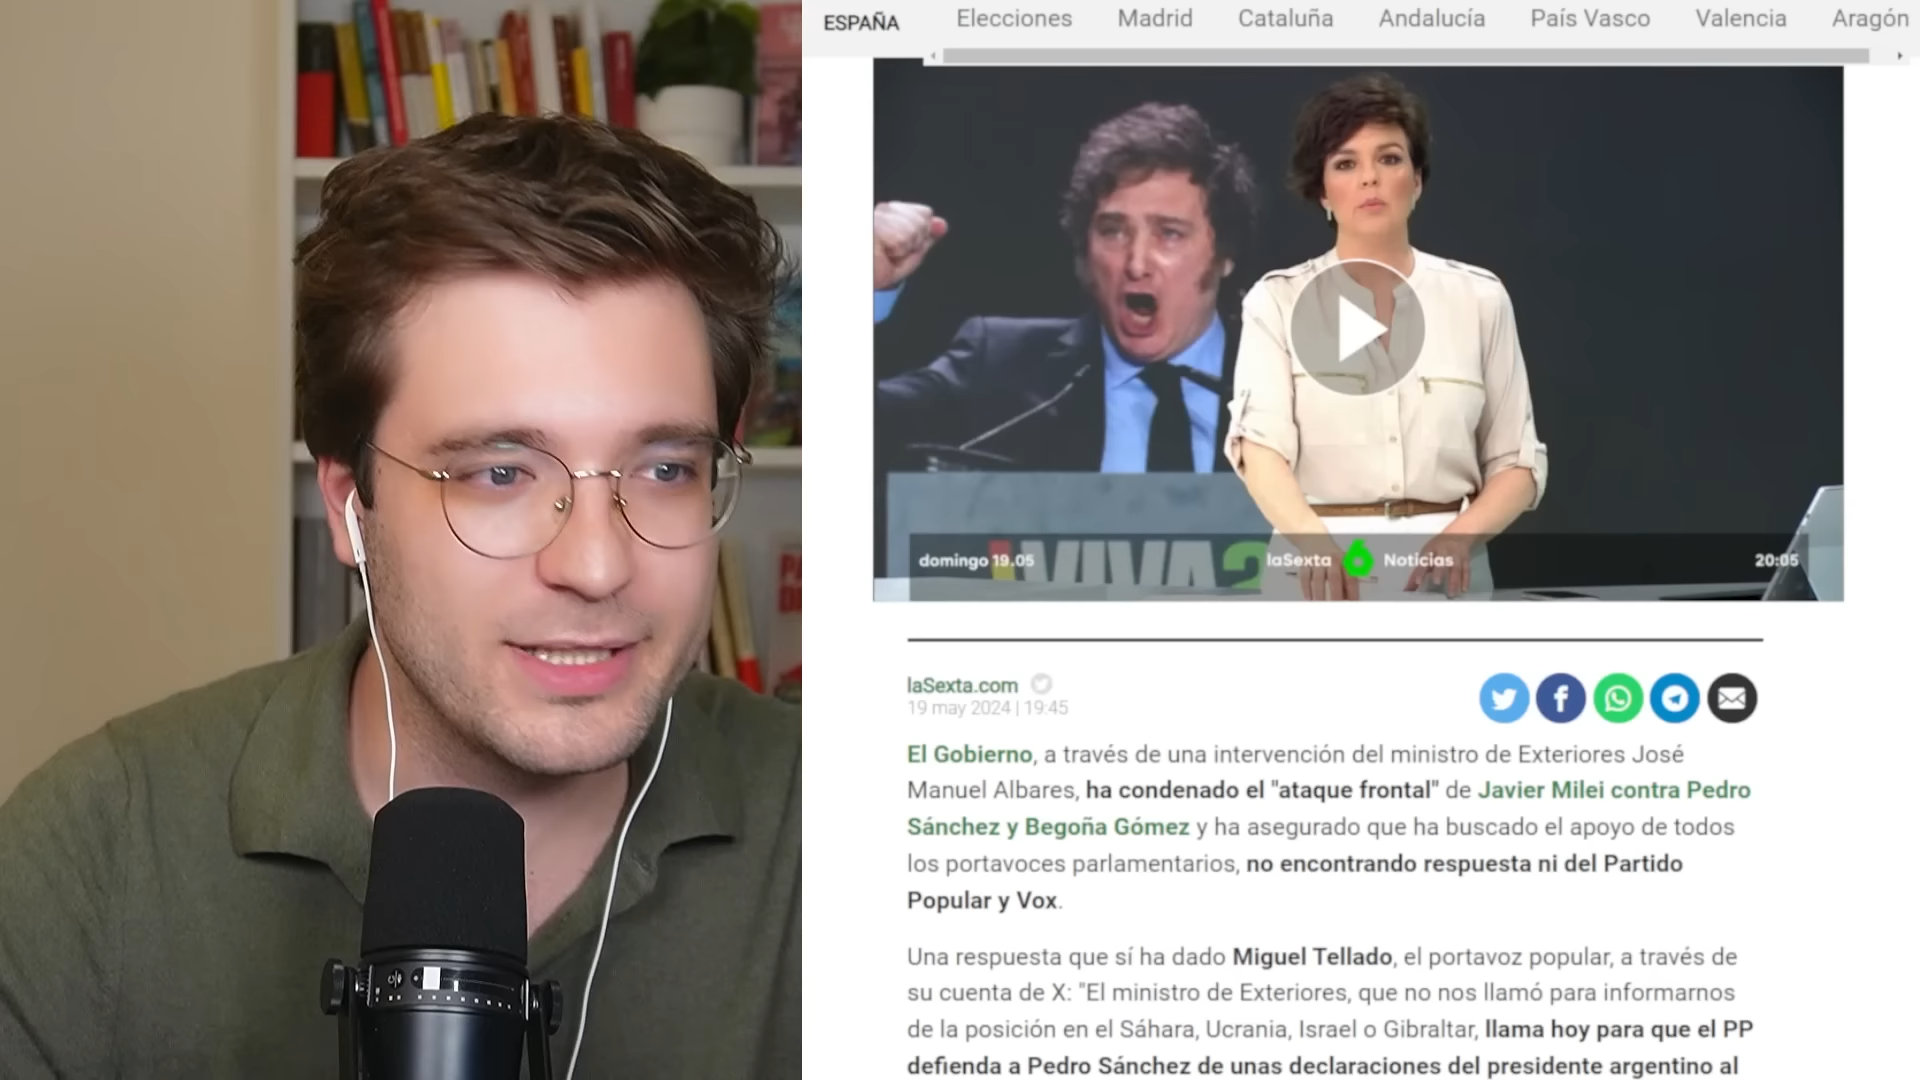 ESPAÑA Elecciones Madrid Cataluña Andalucía País Vasco Valencia Aragón
VIVA2
domingo 19.05 laSexta Noticias 20:05
laSexta.com
19 may 2024 | 19:45
El Gobierno, a través de una intervención del ministro de Exteriores José
Manuel Albares, ha condenado el "ataque frontal" de Javier Milei contra Pedro
Sánchez y Begoña Gómez y ha asegurado que ha buscado el apoyo de todos
los portavoces parlamentarios, no encontrando respuesta ni del Partido
Popular y Vox.
Una respuesta que sí ha dado Miguel Tellado, el portavoz popular, a través de
su cuenta de X: "El ministro de Exteriores, que no nos llamó para informarnos
de la posición en el Sáhara, Ucrania, Israel o Gibraltar, llama hoy para que el PP
defienda a Pedro Sánchez de unas declaraciones del presidente argentino al